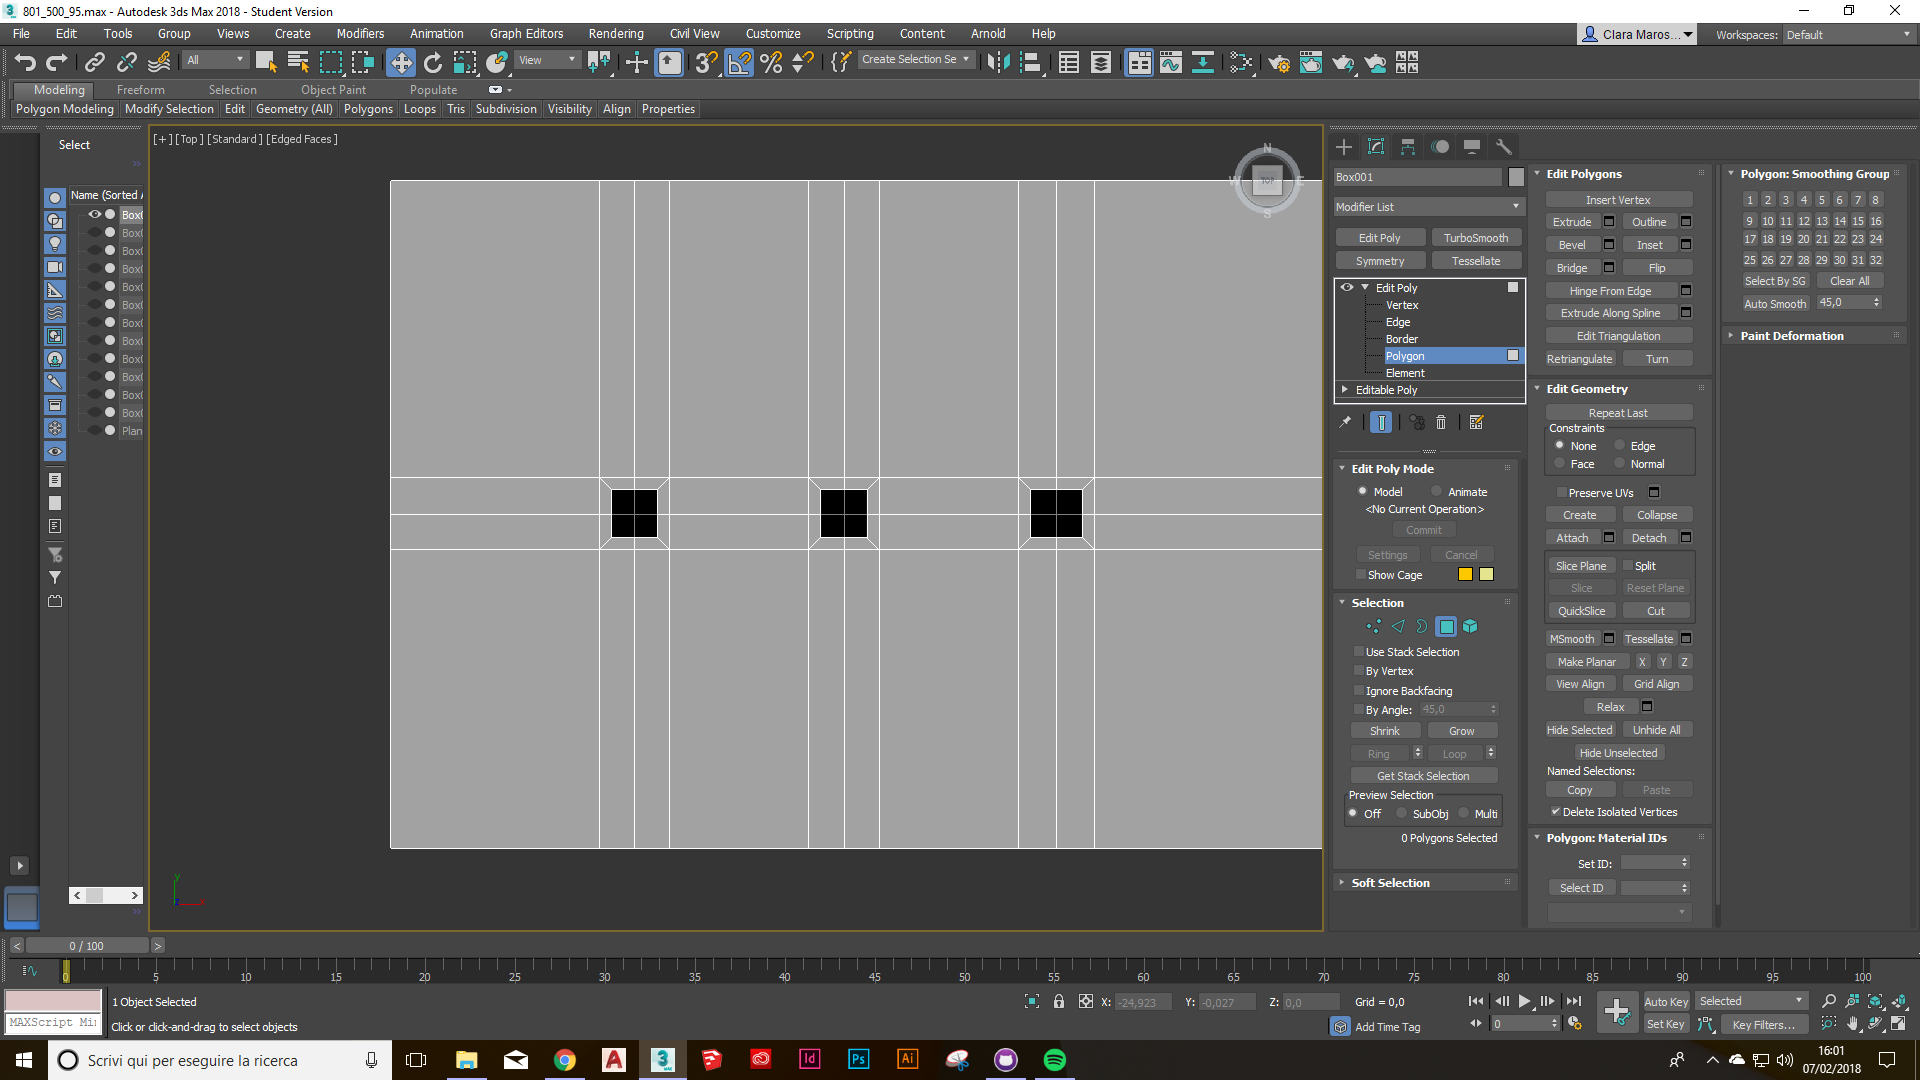 801_500_95.max - Autodesk 3ds Max 2018 - Student Version
File Edit Tools Group Views Create Modifiers Animation Graph Editors Rendering Civil View Customize Scripting Content Arnold Help
Clara Maros... Workspaces: Default
All View Create Selection Se
Modeling Freeform Selection Object Paint Populate
Polygon Modeling Modify Selection Edit Geometry (All) Polygons Loops Tris Subdivision Visibility Align Properties
Select
Name (Sorted A
Box0
Box0
Box0
Box0
Box0
Box0
Box0
Box0
Box0
Box0
Box0
Box0
Plan
[+] [Top] [Standard] [Edged Faces]
N
W TOP E
S
y
Box001
Modifier List
Edit Poly TurboSmooth
Symmetry Tessellate
Edit Poly
Vertex
Edge
Border
Polygon
Element
Editable Poly
Edit Poly Mode
Model Animate
<No Current Operation>
Commit
Settings Cancel
Show Cage
Selection
Use Stack Selection
By Vertex
Ignore Backfacing
By Angle: 45,0
Shrink Grow
Ring Loop
Get Stack Selection
Preview Selection
Off SubObj Multi
0 Polygons Selected
Soft Selection
Edit Polygons
Insert Vertex
Extrude Outline
Bevel Inset
Bridge Flip
Hinge From Edge
Extrude Along Spline
Edit Triangulation
Retriangulate Turn
Edit Geometry
Repeat Last
Constraints
None Edge
Face Normal
Preserve UVs
Create Collapse
Attach Detach
Slice Plane Split
Slice Reset Plane
QuickSlice Cut
MSmooth Tessellate
Make Planar X Y Z
View Align Grid Align
Relax
Hide Selected Unhide All
Hide Unselected
Named Selections:
Copy Paste
Delete Isolated Vertices
Polygon: Material IDs
Set ID:
Select ID
Polygon: Smoothing Group
1 2 3 4 5 6 7 8
9 10 11 12 13 14 15 16
17 18 19 20 21 22 23 24
25 26 27 28 29 30 31 32
Select By SG Clear All
Auto Smooth 45,0
Paint Deformation
0 / 100
0 5 10 15 20 25 30 35 40 45 50 55 60 65 70 75 80 85 90 95 100
1 Object Selected
X: -24,923 Y: -0,027 Z: 0,0 Grid = 0,0
Auto Key Selected
MAXScript Mi
Click or click-and-drag to select objects
Add Time Tag
0
Set Key Key Filters...
Scrivi qui per eseguire la ricerca
16:01
07/02/2018